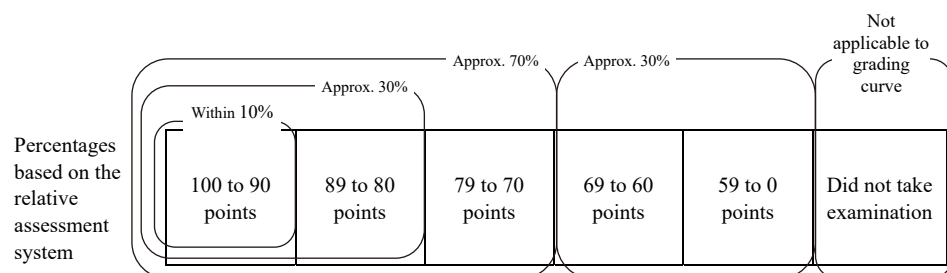 Not
applicable to
grading
curve
Approx. 70%
Approx. 30%
Approx. 30%
Within 10%
Percentages
based on the
relative
assessment
system
100 to 90
points
89 to 80
points
79 to 70
points
69 to 60
points
59 to 0
points
Did not take
examination